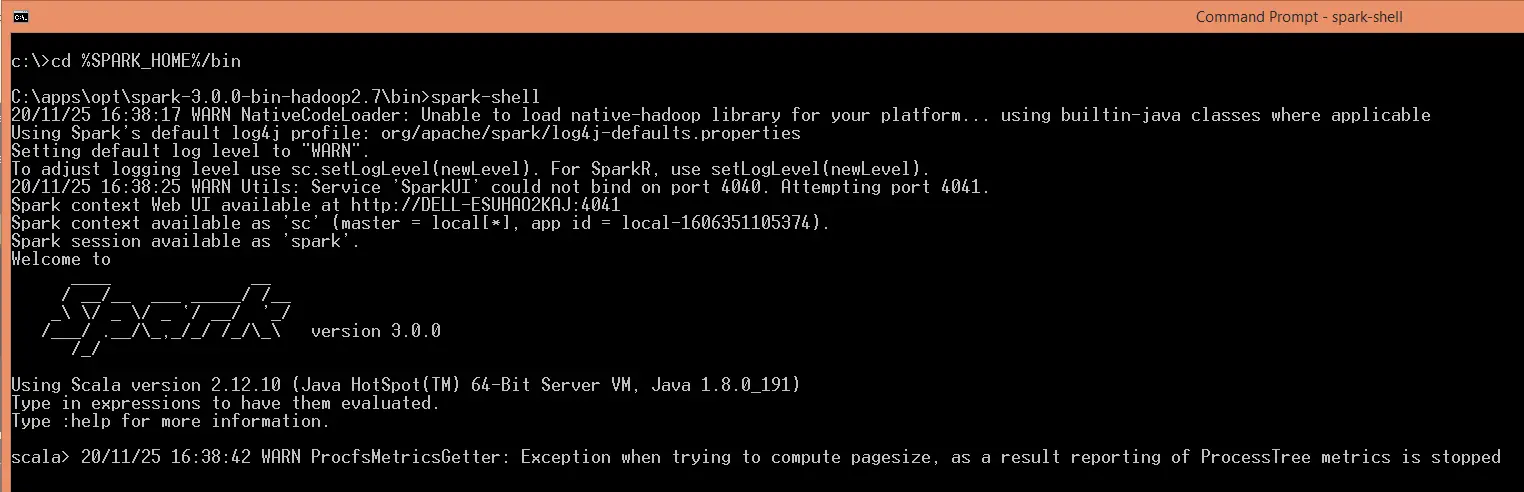 Command Prompt - spark-shell
c:\>cd %SPARK_HOME%/bin
C:\apps\opt\spark-3.0.0-bin-hadoop2.7\bin>spark-shell
20/11/25 16:38:17 WARN NativeCodeLoader: Unable to load native-hadoop library for your platform... using builtin-java classes where applicable
Using Spark's default log4j profile: org/apache/spark/log4j-defaults.properties
Setting default log level to "WARN".
To adjust logging level use sc.setLogLevel(newLevel). For SparkR, use setLogLevel(newLevel).
20/11/25 16:38:25 WARN Utils: Service 'SparkUI' could not bind on port 4040. Attempting port 4041.
Spark context Web UI available at http://DELL-ESUHAO2KAJ:4041
Spark context available as 'sc' (master = local[*], app id = local-1606351105374).
Spark session available as 'spark'.
Welcome to
Spark version 3.0.0
Using Scala version 2.12.10 (Java HotSpot(TM) 64-Bit Server VM, Java 1.8.0_191)
Type in expressions to have them evaluated.
Type :help for more information.
scala> 20/11/25 16:38:42 WARN ProcfsMetricsGetter: Exception when trying to compute pagesize, as a result reporting of ProcessTree metrics is stopped